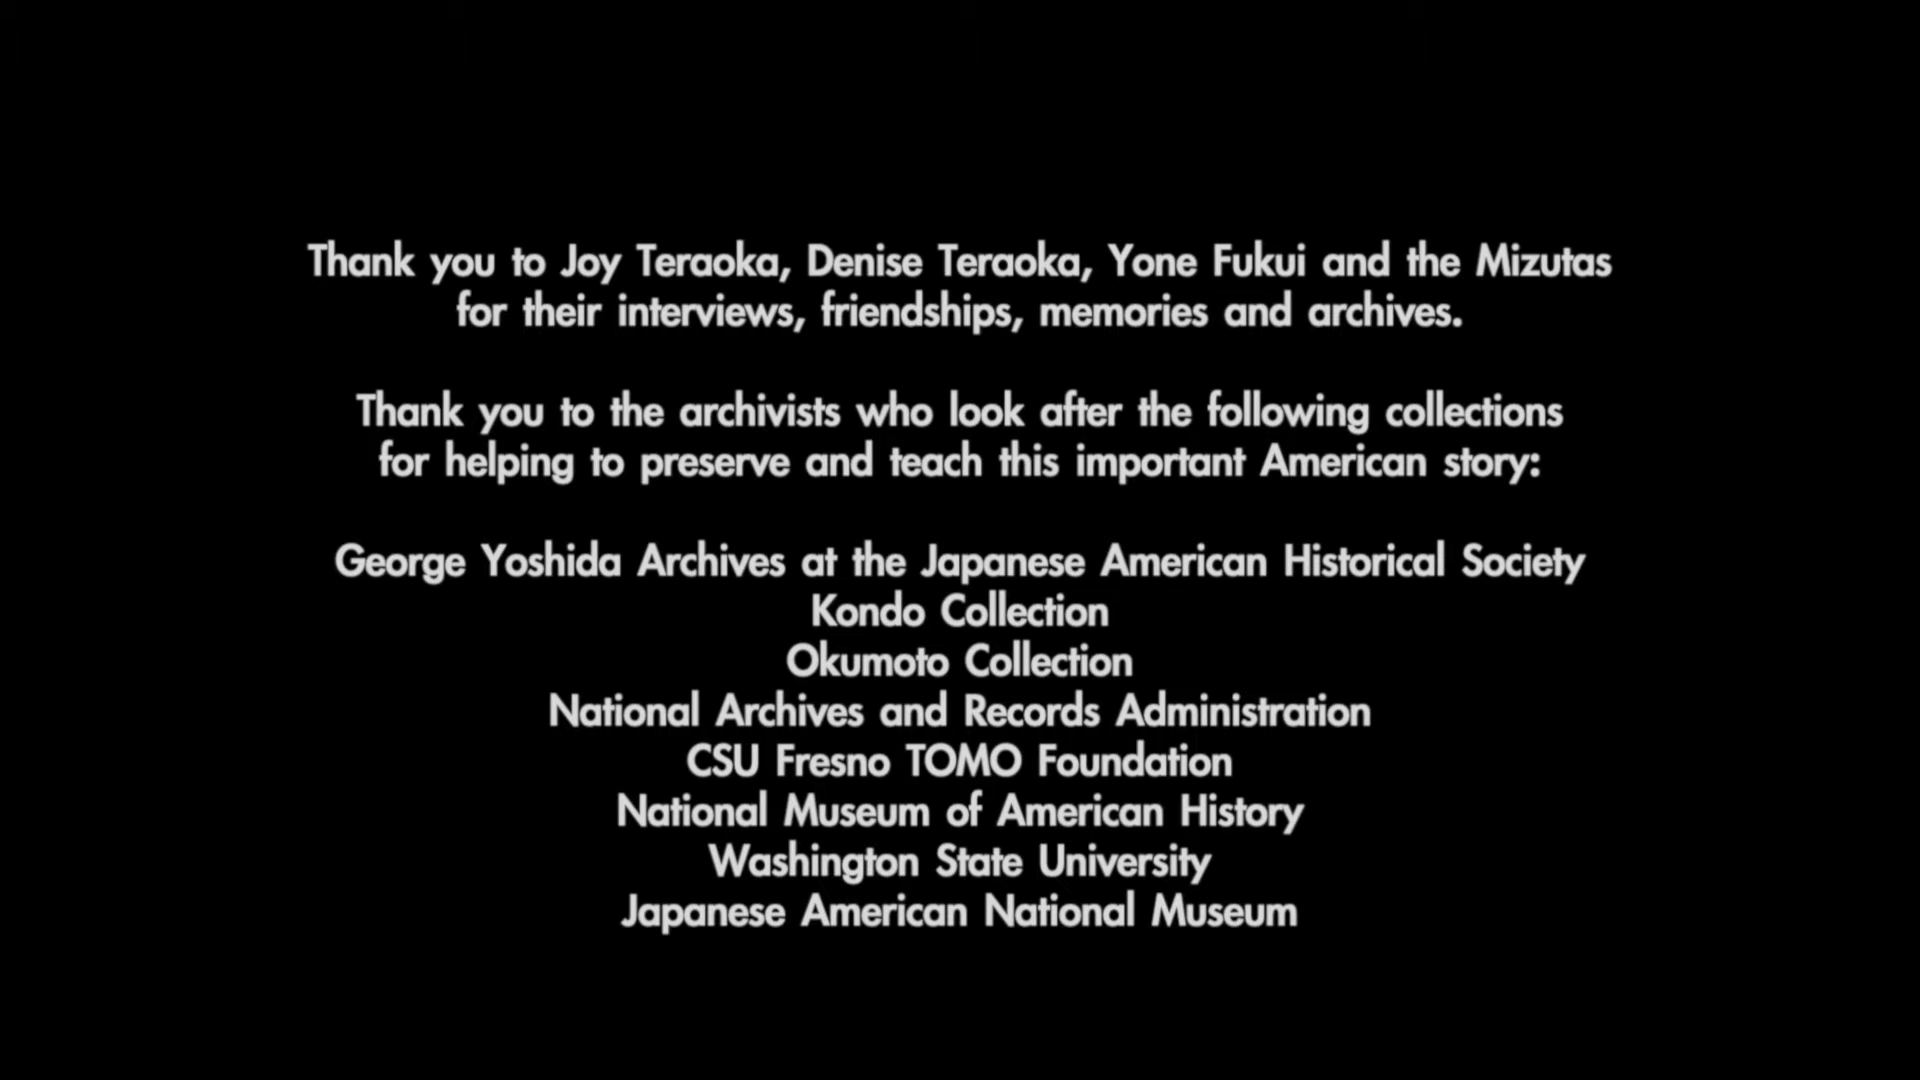 Thank you to Joy Teraoka, Denise Teraoka, Yone Fukui and the Mizutas
for their interviews, friendships, memories and archives.
Thank you to the archivists who look after the following collections
for helping to preserve and teach this important American story:
George Yoshida Archives at the Japanese American Historical Society
Kondo Collection
Okumoto Collection
National Archives and Records Administration
CSU Fresno TOMO Foundation
National Museum of American History
Washington State University
Japanese American National Museum